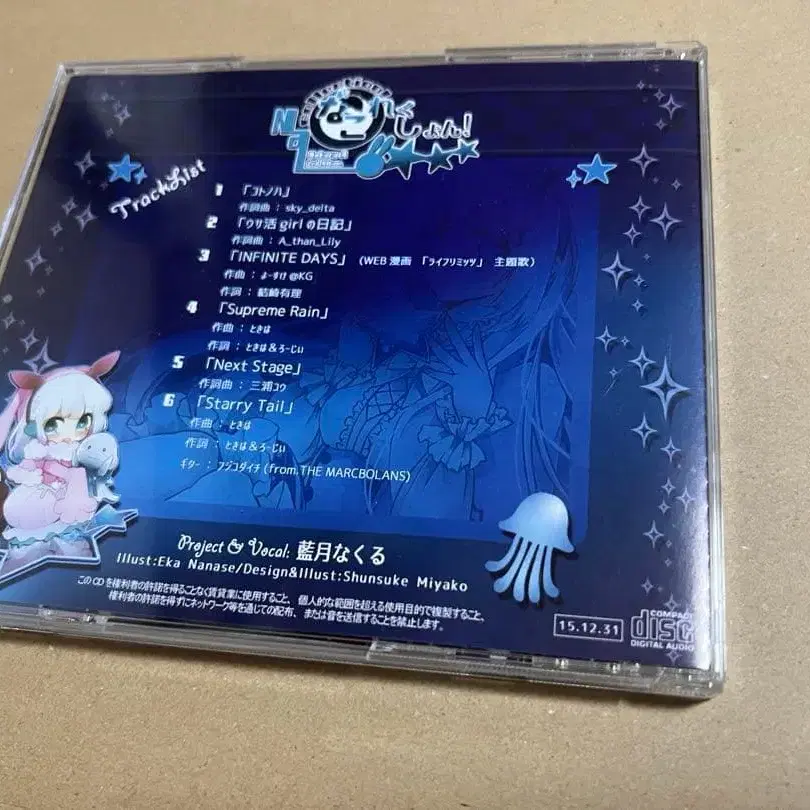 Collection!
なこれくしょん！
TrackList
1 「コトノハ」
作詞曲 : sky_delta
2 「ウサ活 girl の日記」
作詞曲 : A_than_Lily
3 「INFINITE DAYS」 (WEB 漫画 「ライフリミッツ」 主題歌)
作曲 : よーすけ@KG
作詞 : 結崎有理
4 「Supreme Rain」
作曲 : ときは
作詞 : ときは＆ろーじぃ
5 「Next Stage」
作詞曲 : 三浦コウ
6 「Starry Tail」
作曲 : ときは
作詞 : ときは＆ろーじぃ
ギター : フジコダイチ (from.THE MARCBOLANS)
Project & Vocal: 藍月なくる
Illust:Eka Nanase/Design&Illust:Shunsuke Miyako
このCDを権利者の許諾を得ることなく賃貸業に使用すること、個人的な範囲を超える使用目的で複製すること、
権利者の許諾を得ずにネットワーク等を通じての配布、または音を送信することを禁止します。
15.12.31
COMPACT
disc
DIGITAL AUDIO
COMPACT
disc
DIGITAL AUDIO